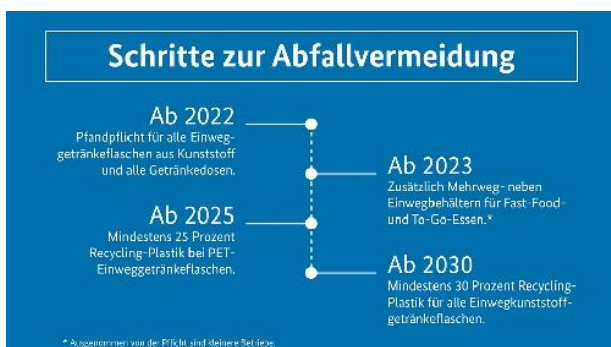 Schritte zur Abfallvermeidung
Ab 2022
Pfandpflicht für alle Einweg-
getränkeflaschen aus Kunststoff
und alle Getränkedosen.
Ab 2023
Zusätzlich Mehrweg- neben
Einwegbehältern für Fast-Food-
und To-Go-Essen.*
Ab 2025
Mindestens 25 Prozent
Recycling-Plastik bei PET-
Einweggetränkeflaschen.
Ab 2030
Mindestens 30 Prozent Recycling-
Plastik für alle Einwegkunststoff-
getränkeflaschen.
* Ausgenommen von der Pflicht sind kleinere Betriebe.